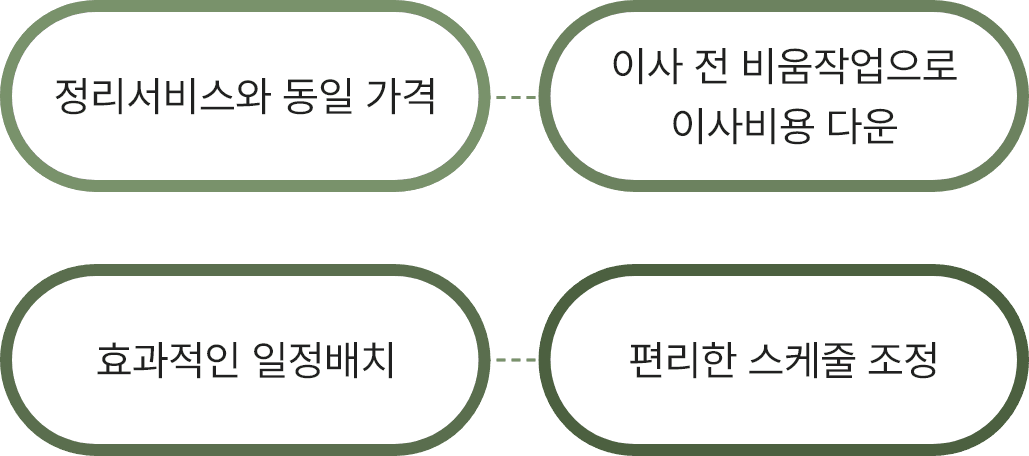 정리서비스와 동일 가격
이사 전 비움작업으로
이사비용 다운
효과적인 일정배치
편리한 스케줄 조정